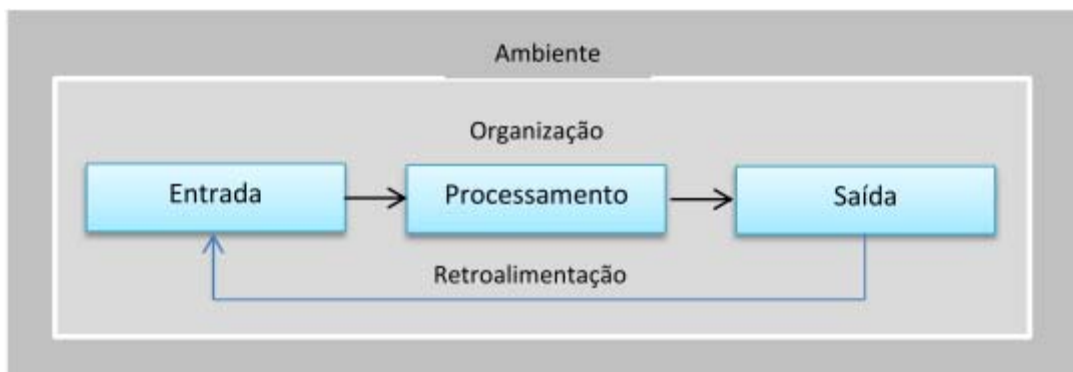 Ambiente
Organização
Entrada
Processamento
Saída
Retroalimentação